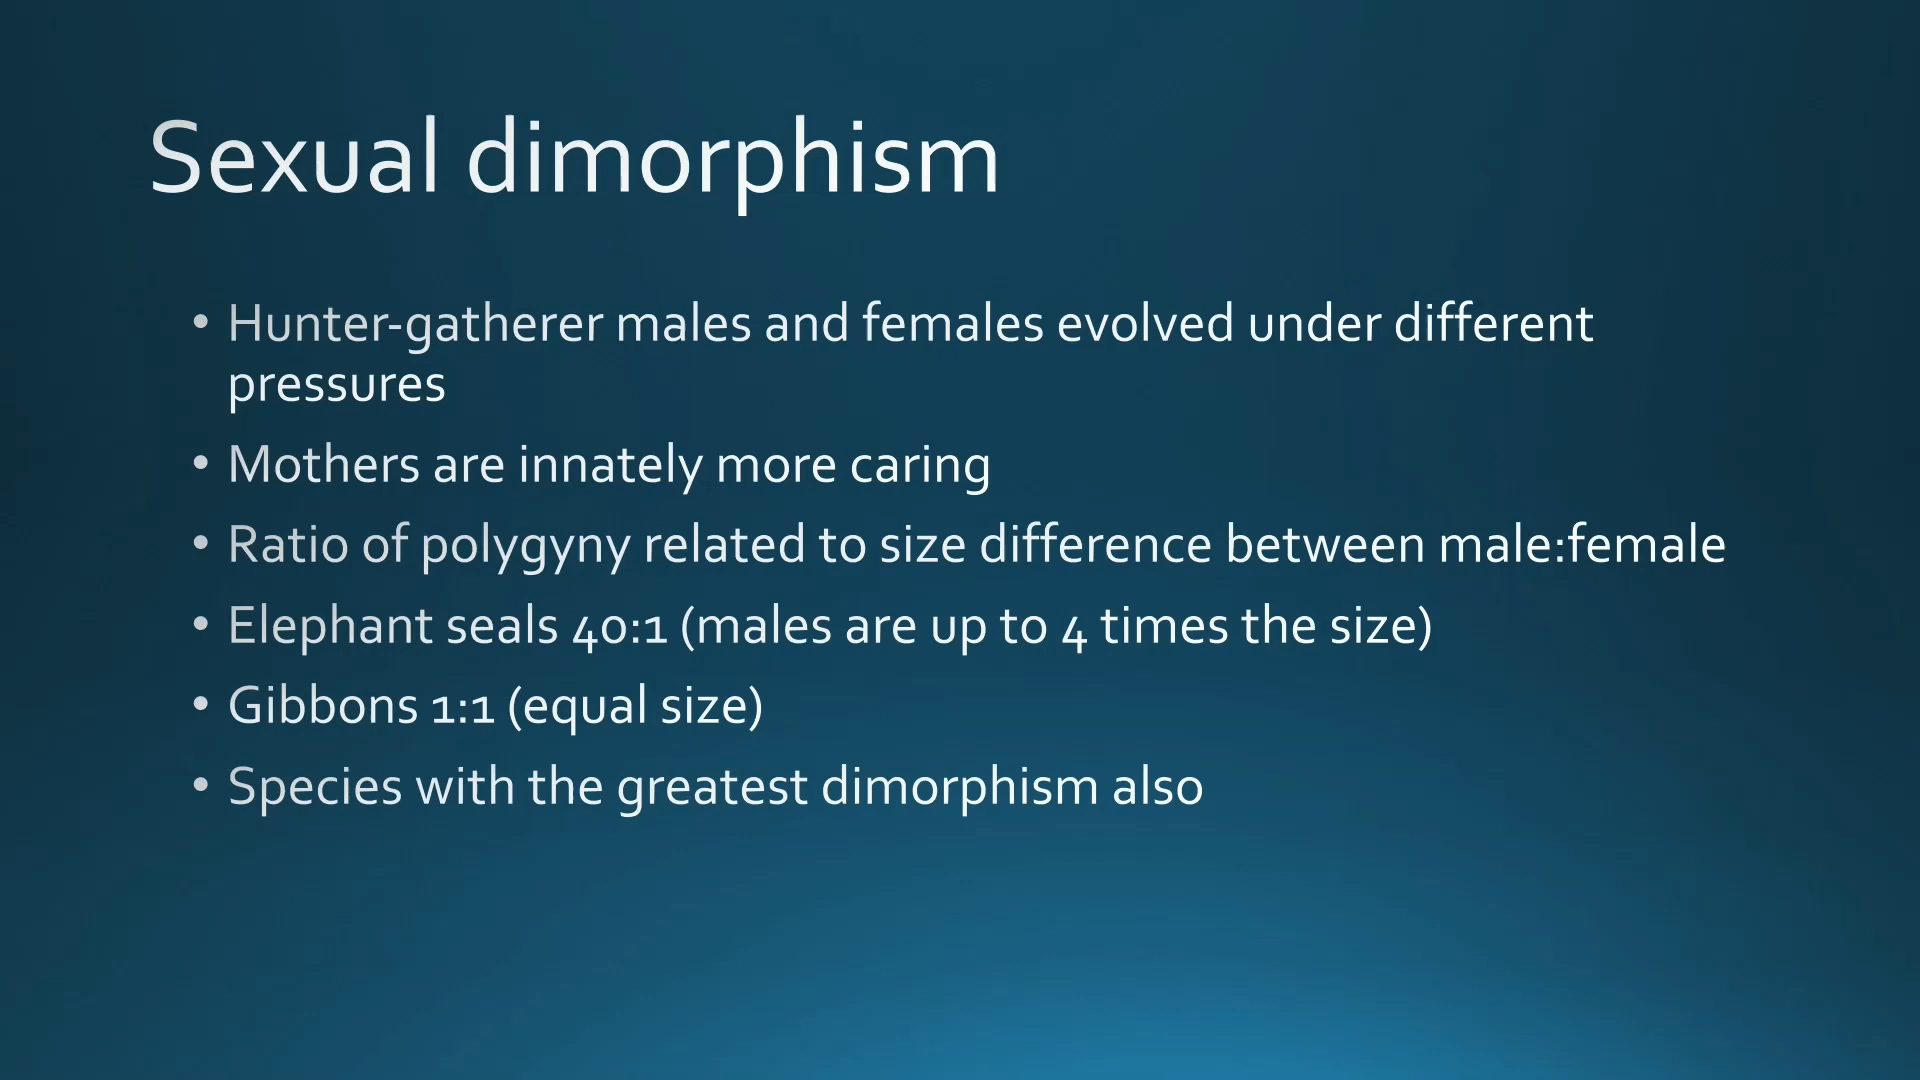 Sexual dimorphism
• Hunter-gatherer males and females evolved under different
pressures
• Mothers are innately more caring
• Ratio of polygyny related to size difference between male:female
• Elephant seals 40:1 (males are up to 4 times the size)
• Gibbons 1:1 (equal size)
• Species with the greatest dimorphism also